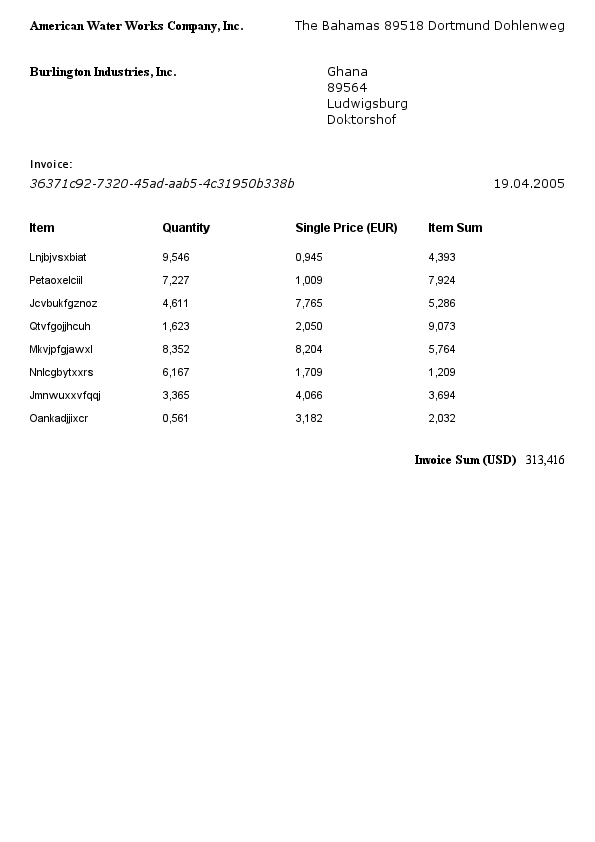 American Water Works Company, Inc. The Bahamas 89518 Dortmund Dohlenweg
Burlington Industries, Inc. Ghana
89564
Ludwigsburg
Doktorshof
Invoice:
36371c92-7320-45ad-aab5-4c31950b338b 19.04.2005
Item Quantity Single Price (EUR) Item Sum
Lnjbjvsxbiat 9,546 0,945 4,393
Petaoxelciil 7,227 1,009 7,924
Jcvbukfgznoz 4,611 7,765 5,286
Qtvfgojjhcuh 1,623 2,050 9,073
Mkvjpfgjawxl 8,352 8,204 5,764
Nnlcgbytxxrs 6,167 1,709 1,209
Jmnwuxxvfqqj 3,365 4,066 3,694
Oankadjjixcr 0,561 3,182 2,032
Invoice Sum (USD) 313,416